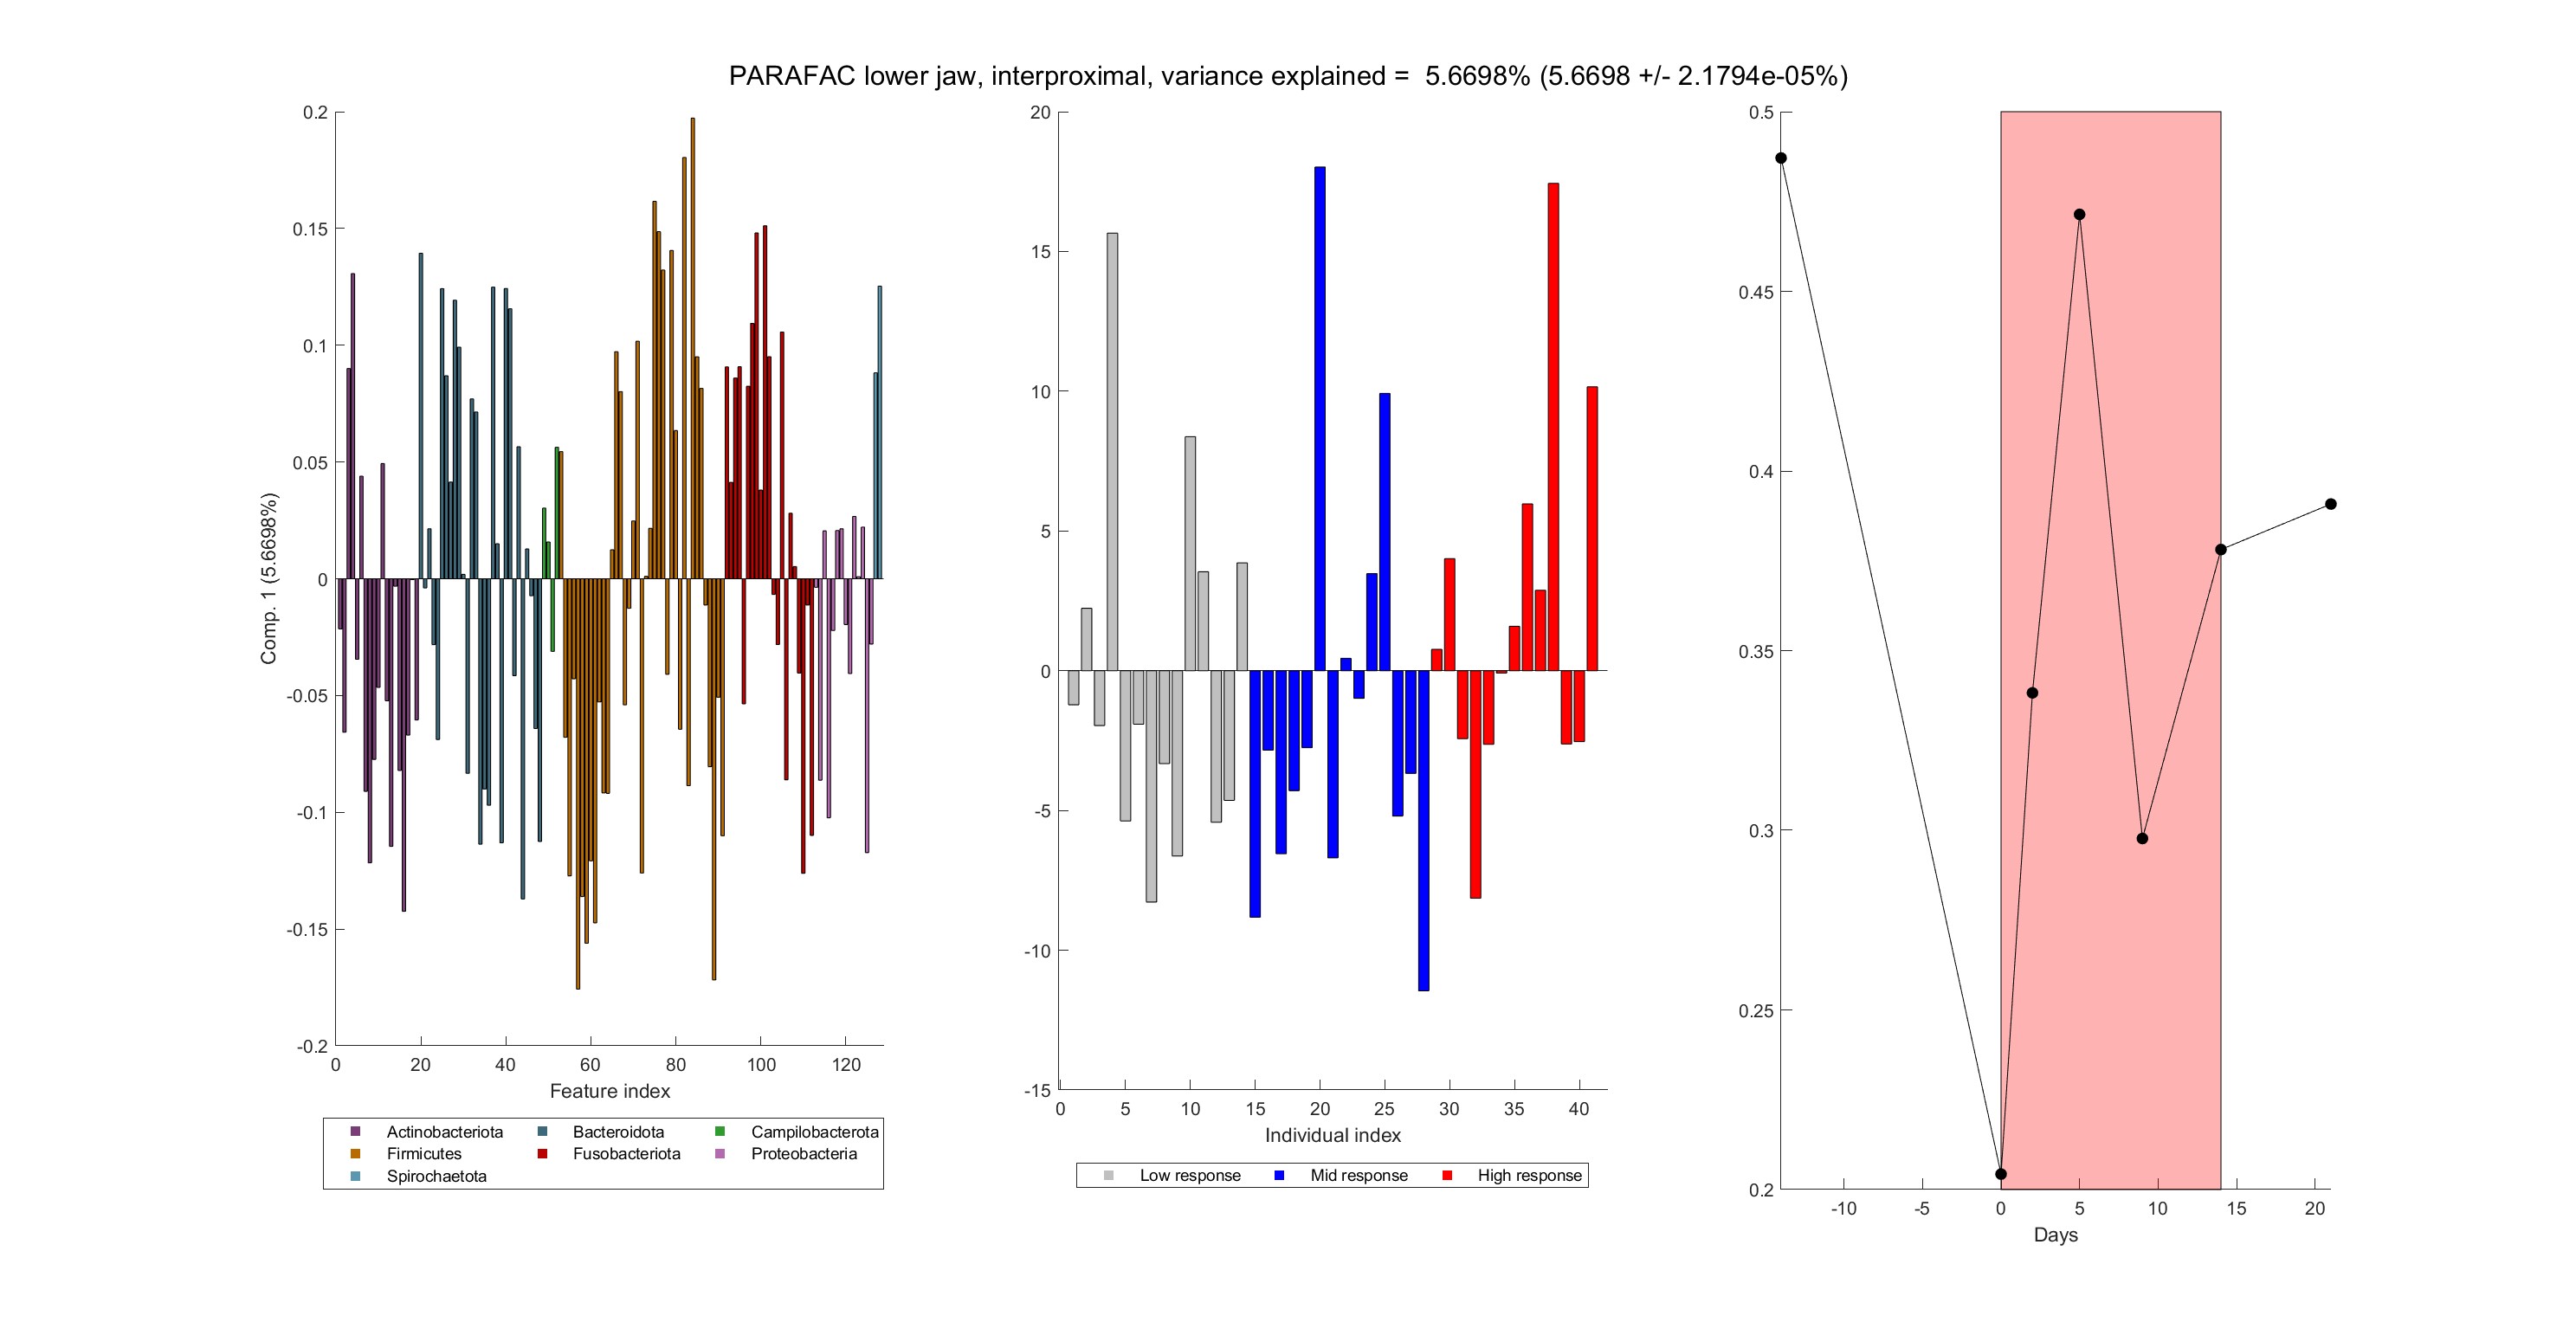 PARAFAC lower jaw, interproximal, variance explained =  5.6698% (5.6698 +/- 2.1794e-05%)
Comp. 1 (5.6698%)
0.2
0.15
0.1
0.05
0
-0.05
-0.1
-0.15
-0.2
0 20 40 60 80 100 120
Feature index
Actinobacteriota Bacteroidota Campilobacterota
Firmicutes Fusobacteriota Proteobacteria
Spirochaetota
20
15
10
5
0
-5
-10
-15
0 5 10 15 20 25 30 35 40
Individual index
Low response Mid response High response
0.5
0.45
0.4
0.35
0.3
0.25
0.2
-10 -5 0 5 10 15 20
Days